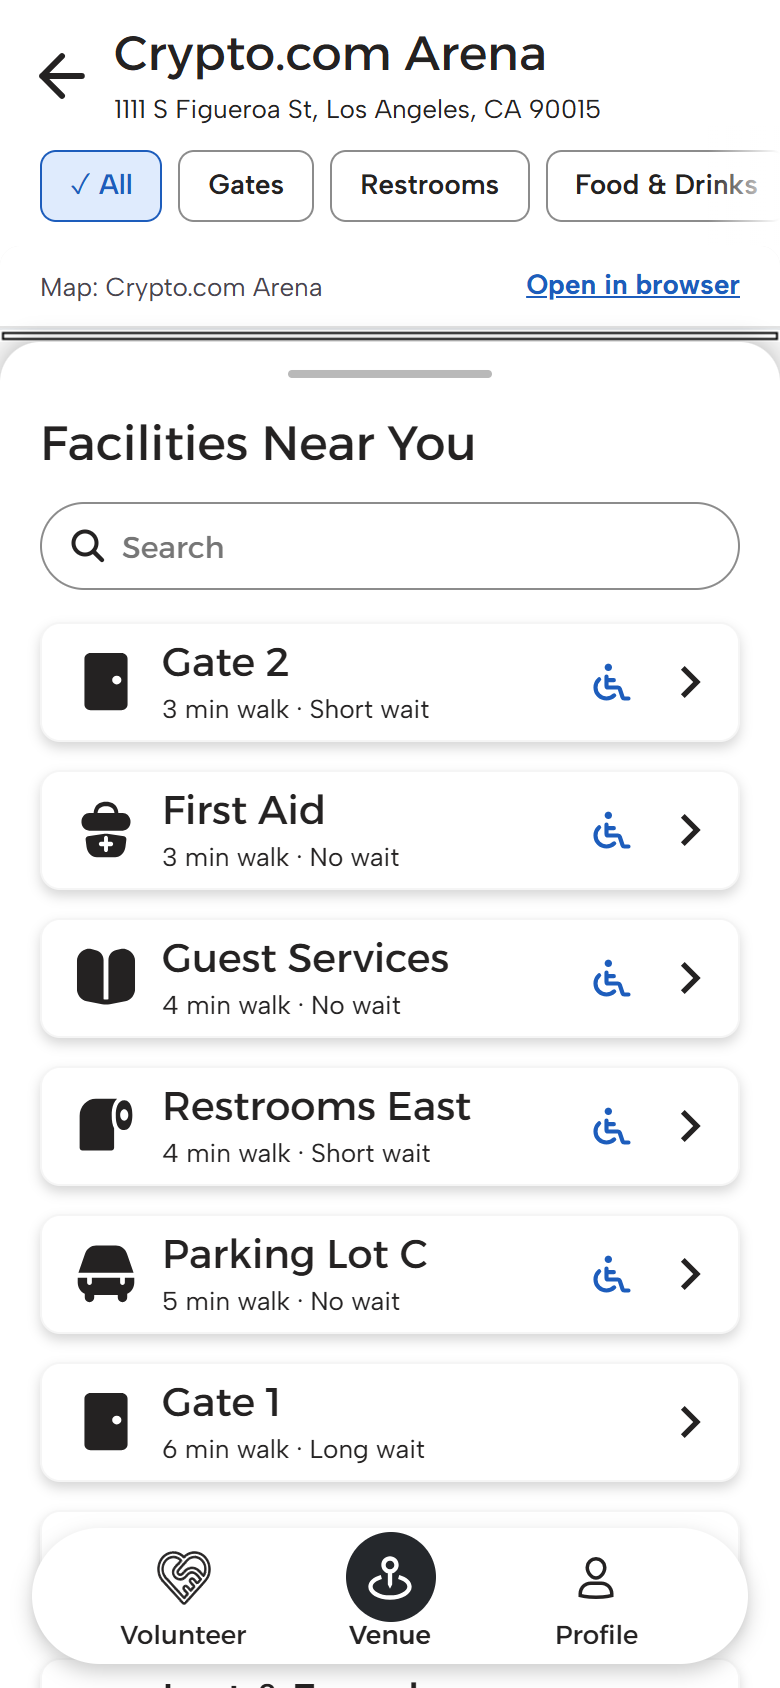 Crypto.com Arena
1111 S Figueroa St, Los Angeles, CA 90015
✓ All
Gates
Restrooms
Food & Drinks
Map: Crypto.com Arena
Open in browser
Facilities Near You
Search
Gate 2
3 min walk · Short wait
First Aid
3 min walk · No wait
Guest Services
4 min walk · No wait
Restrooms East
4 min walk · Short wait
Parking Lot C
5 min walk · No wait
Gate 1
6 min walk · Long wait
Volunteer
Venue
Profile